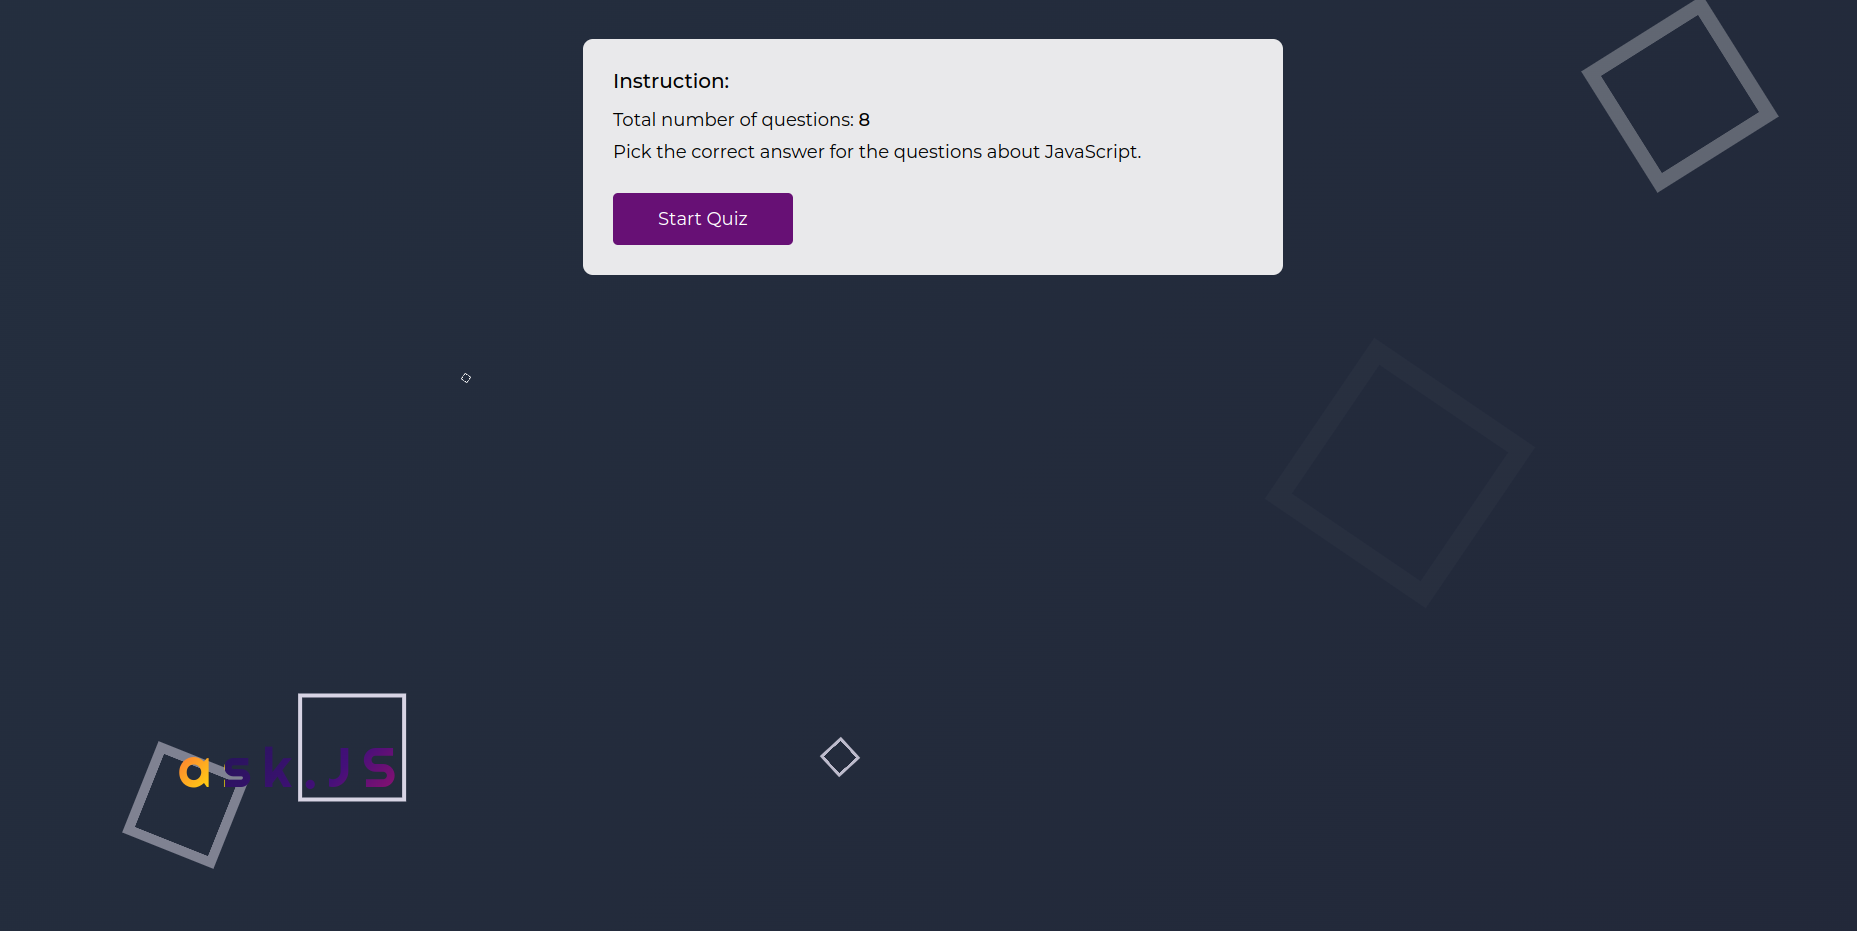 Instruction:
Total number of questions: 8
Pick the correct answer for the questions about JavaScript.
Start Quiz
ask.JS